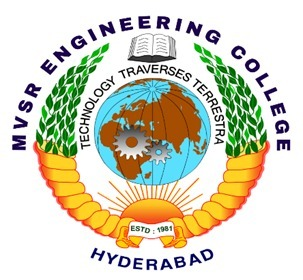 MVSR ENGINEERING COLLEGE
TECHNOLOGY TRAVERSES TERRESTRA
ESTD : 1981
HYDERABAD